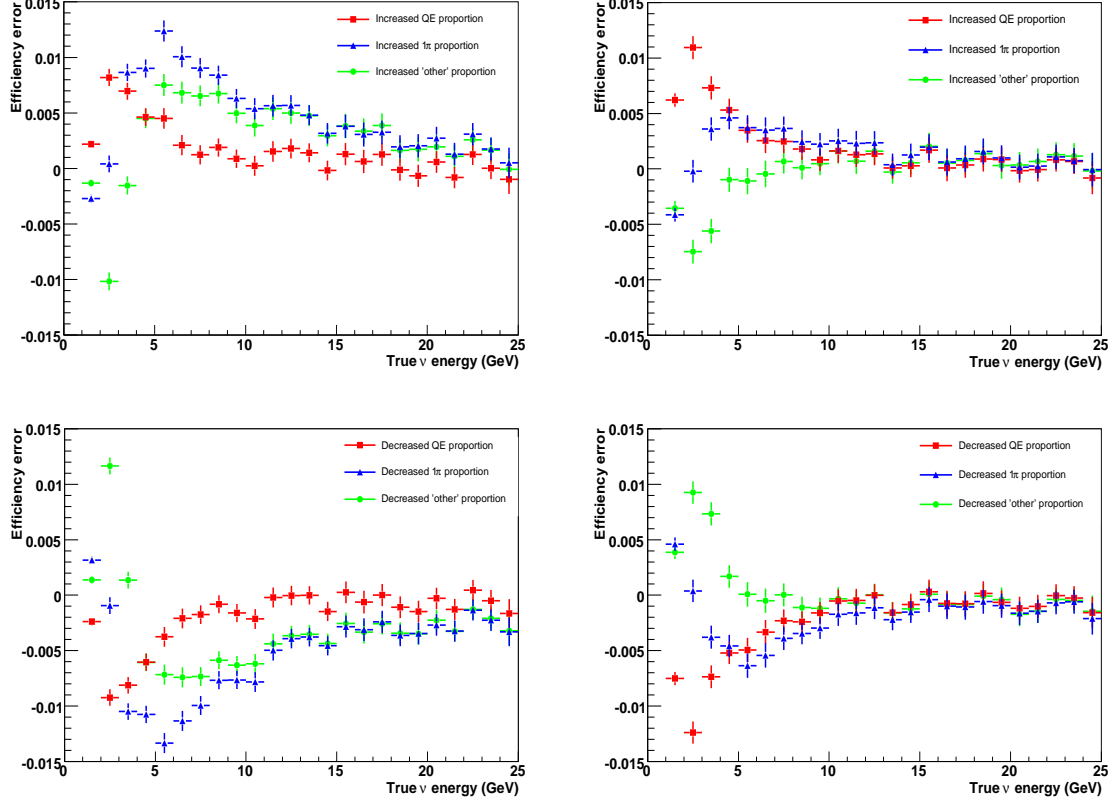 Efficiency error
0.015
0.01
0.005
0
-0.005
-0.01
-0.015
0 5 10 15 20 25
True ν energy (GeV)
Increased QE proportion
Increased 1π proportion
Increased 'other' proportion
Efficiency error
0.015
0.01
0.005
0
-0.005
-0.01
-0.015
0 5 10 15 20 25
True ν energy (GeV)
Increased QE proportion
Increased 1π proportion
Increased 'other' proportion
Efficiency error
0.015
0.01
0.005
0
-0.005
-0.01
-0.015
0 5 10 15 20 25
True ν energy (GeV)
Decreased QE proportion
Decreased 1π proportion
Decreased 'other' proportion
Efficiency error
0.015
0.01
0.005
0
-0.005
-0.01
-0.015
0 5 10 15 20 25
True ν energy (GeV)
Decreased QE proportion
Decreased 1π proportion
Decreased 'other' proportion